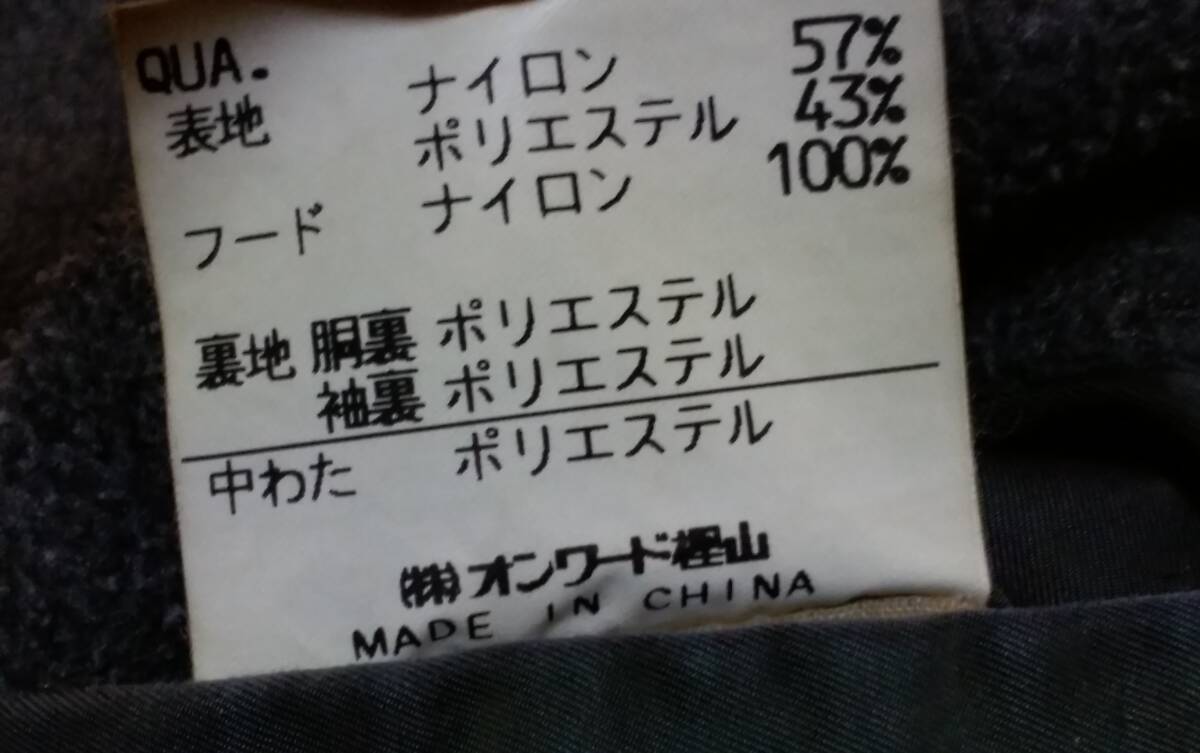 QUA.
表地 ナイロン 57%
ポリエステル 43%
フード ナイロン 100%
裏地 胴裏 ポリエステル
袖裏 ポリエステル
中わた ポリエステル
㈱オンワード樫山
MADE IN CHINA